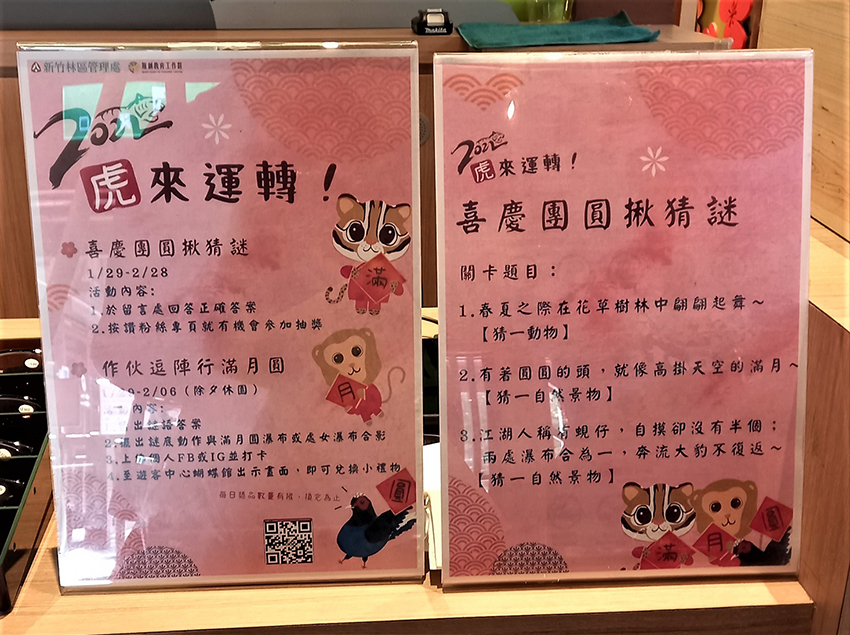 makita
新竹林區管理處
2022
虎來運轉！
喜慶團圓揪猜謎
1/29-2/28
活動內容：
1.於留言處回答正確答案
2.按讚粉絲專頁就有機會參加抽獎
滿
作伙逗陣行滿月圓
-2/06（除夕休園）
內容：
出謎語答案
2.擺出謎底動作與滿月圓瀑布或處女瀑布合影
3.上傳個人FB或IG並打卡
4.至遊客中心蝴蝶館出示畫面，即可兌換小禮物
每日獎品數量有限，換完為止
月
圓
2022
虎來運轉！
喜慶團圓揪猜謎
關卡題目：
1.春夏之際在花草樹林中翩翩起舞～
【猜一動物】
2.有著圓圓的頭，就像高掛天空的滿月～
【猜一自然景物】
3.江湖人稱有蜆仔，自摸卻沒有半個；
兩處瀑布合為一，奔流大豹不復返～
【猜一自然景物】
滿
月
圓